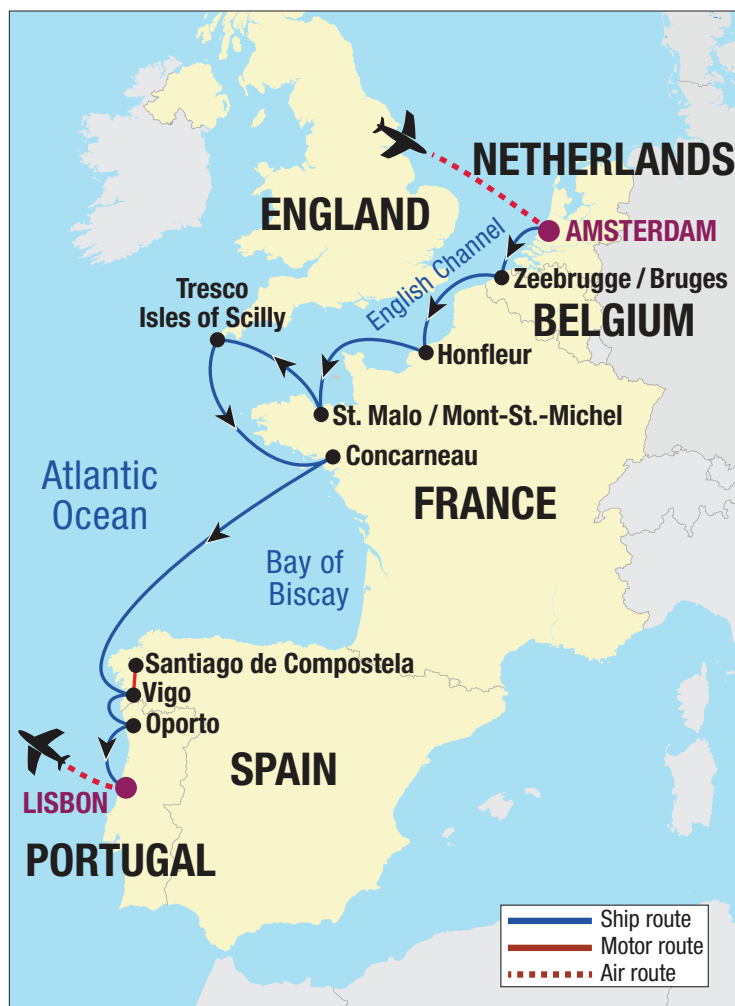 NETHERLANDS
ENGLAND
AMSTERDAM
English Channel
Zeebrugge / Bruges
Tresco
Isles of Scilly
BELGIUM
Honfleur
St. Malo / Mont-St.-Michel
Concarneau
Atlantic
Ocean
FRANCE
Bay of
Biscay
Santiago de Compostela
Vigo
Oporto
SPAIN
LISBON
PORTUGAL
Ship route
Motor route
Air route